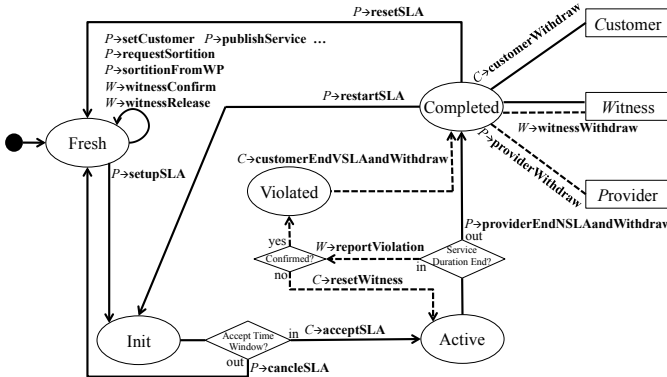 P→resetSLA
P→setCustomer P→publishService ...
P→requestSortition
P→sortitionFromWP
W→witnessConfirm
W→witnessRelease
C→customerWithdraw
Customer
P→restartSLA
Completed
Witness
W→witnessWithdraw
Fresh
P→setupSLA
C→customerEndVSLAandWithdraw
P→providerWithdraw
Violated
Provider
P→providerEndNSLAandWithdraw
out
yes
W→reportViolation
Service
Duration End?
Confirmed?
in
no
C→resetWitness
Init
Accept Time
Window?
in
C→acceptSLA
Active
out
P→cancleSLA